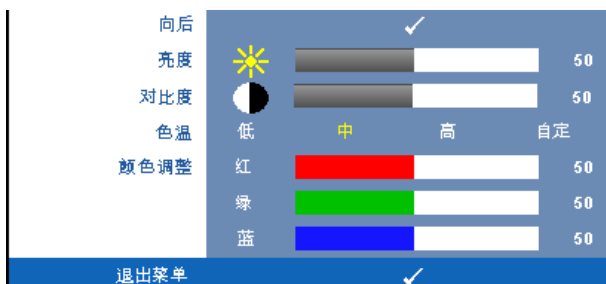 向后
亮度 50
对比度 50
色温 低 中 高 自定
颜色调整 红 50
绿 50
蓝 50
退出菜单